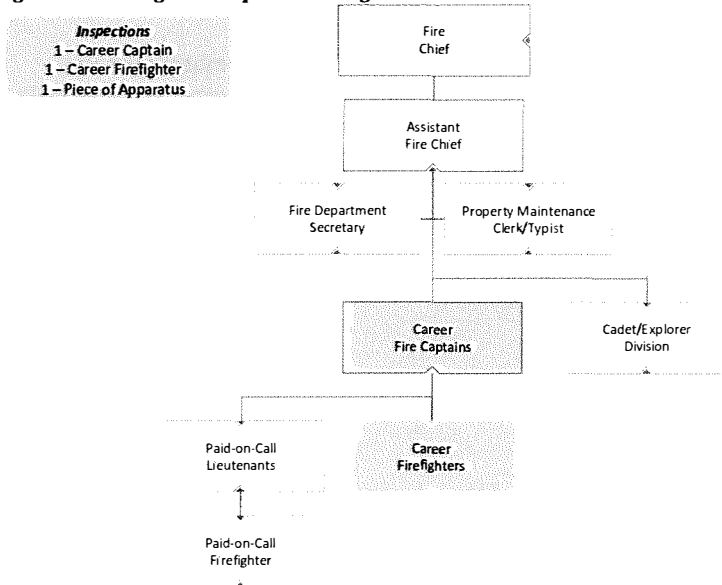 Inspections
1 – Career Captain
1 – Career Firefighter
1 – Piece of Apparatus
Fire
Chief
Assistant
Fire Chief
Fire Department
Secretary
Property Maintenance
Clerk/Typist
Career
Fire Captains
Cadet/Explorer
Division
Paid-on-Call
Lieutenants
Career
Firefighters
Paid-on-Call
Firefighter